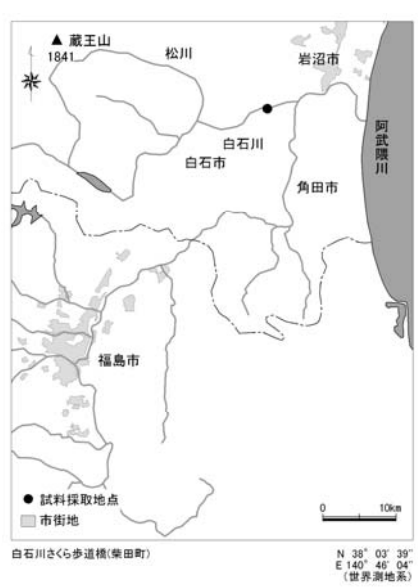 ▲ 蔵王山
1841
松川
岩沼市
阿武隈川
白石川
白石市
角田市
福島市
● 試料採取地点
市街地
0 10km
白石川さくら歩道橋(柴田町)
N 38° 03′ 39″
E 140° 46′ 04″
(世界測地系)